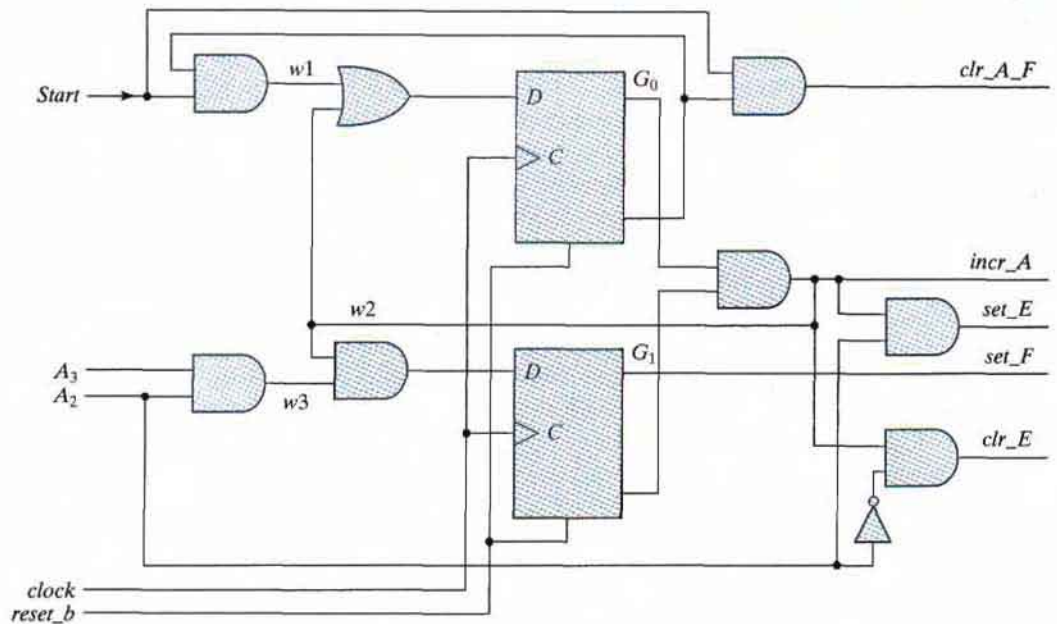 Start
w1
D
G0
C
clr_A_F
incr_A
set_E
w2
D
G1
set_F
A3
A2
w3
C
clr_E
clock
reset_b